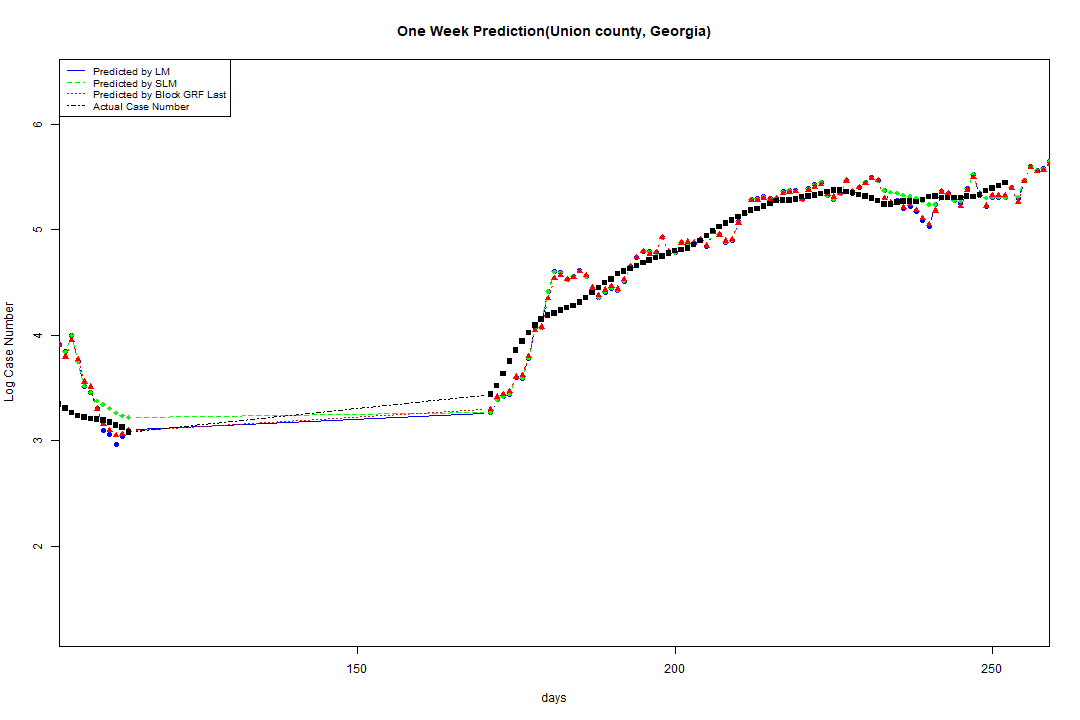 One Week Prediction(Union county, Georgia)
Predicted by LM
Predicted by SLM
Predicted by Block GRF Last
Actual Case Number
6
5
4
3
2
Log Case Number
150
200
250
days